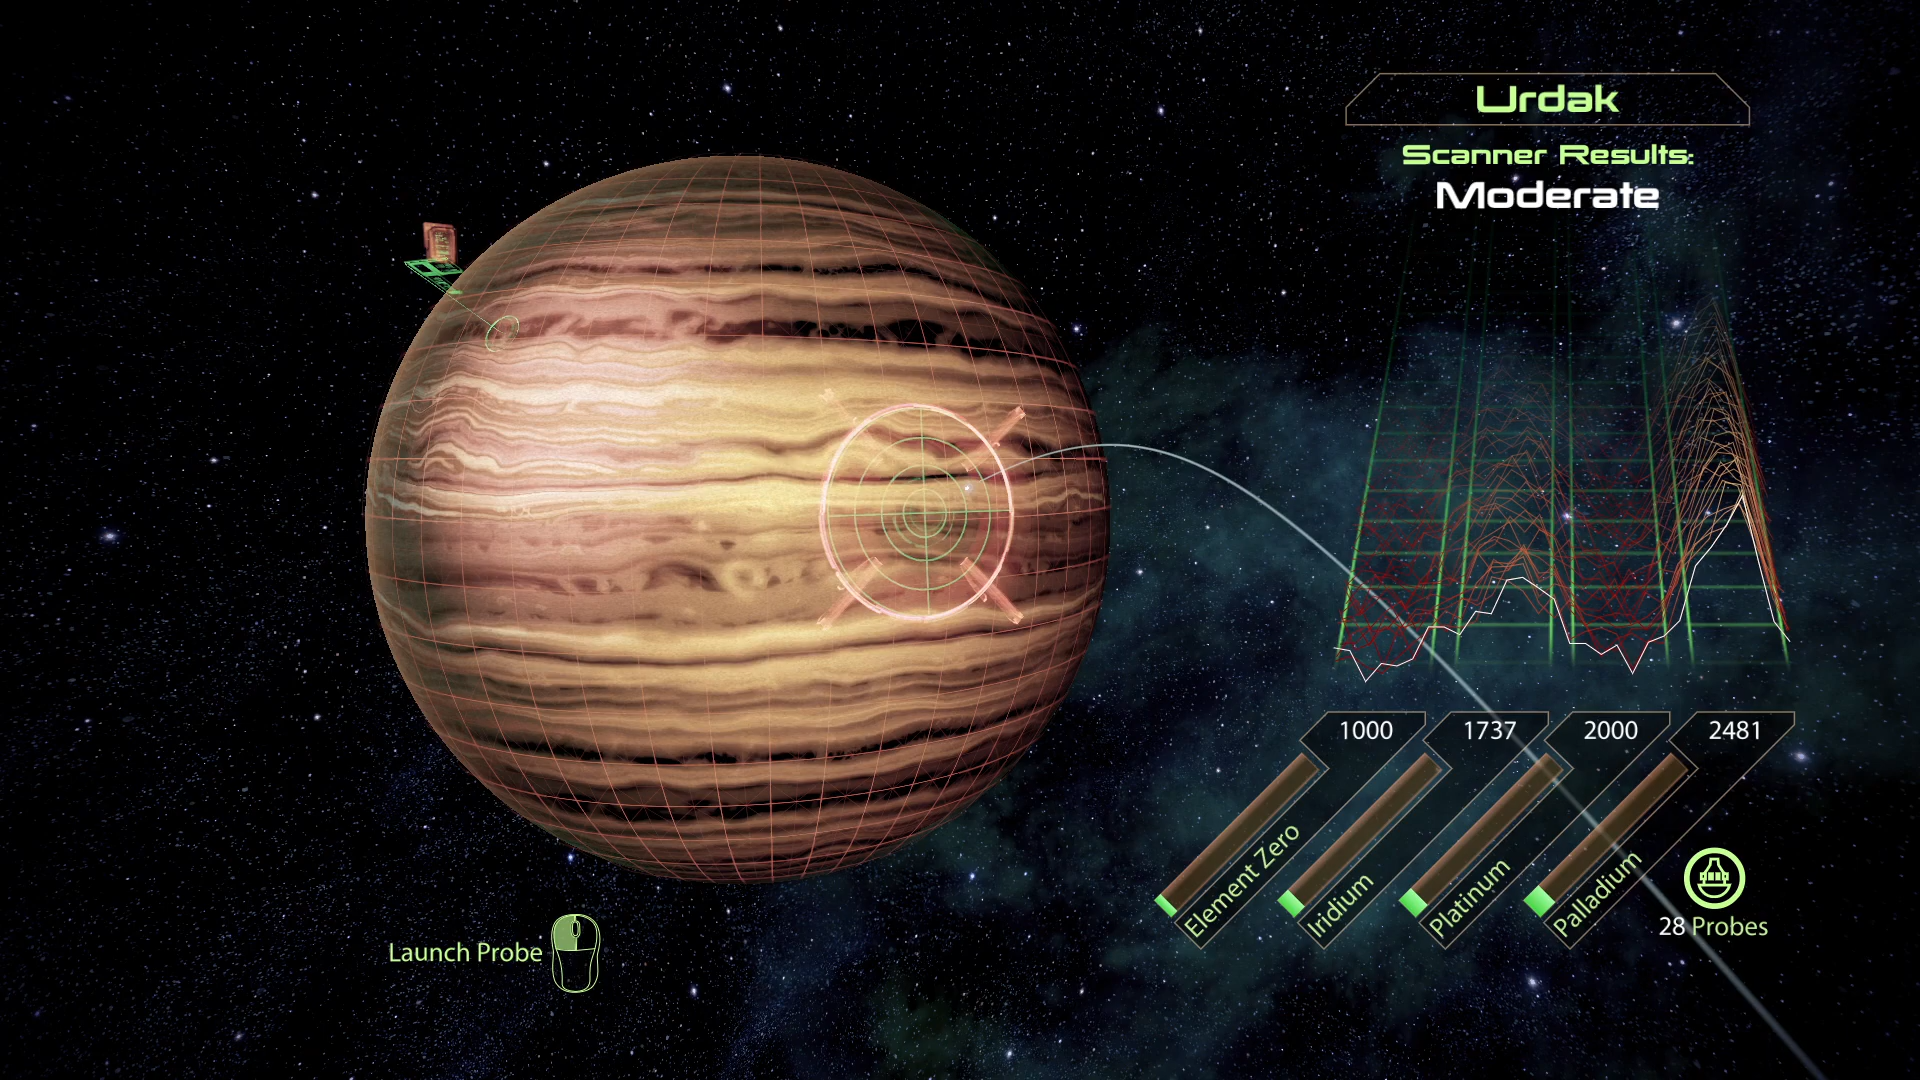 Urdak
Scanner Results:
Moderate
1000
1737
2000
2481
Element Zero
Iridium
Platinum
Palladium
28 Probes
Launch Probe